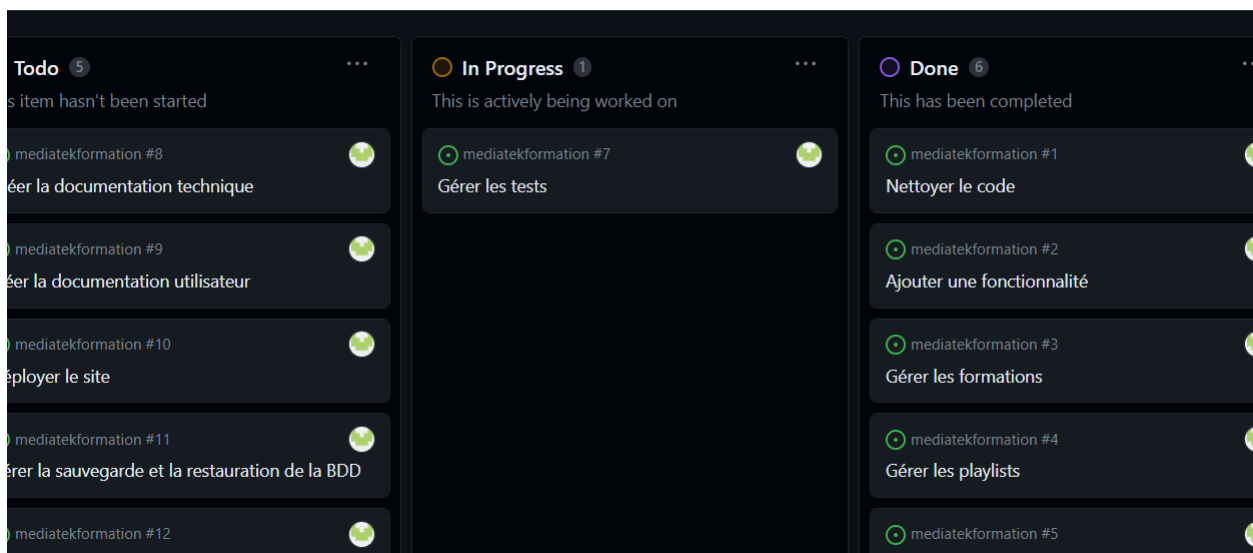 Todo 5
s item hasn't been started
mediatekformation #8
éer la documentation technique
mediatekformation #9
éer la documentation utilisateur
mediatekformation #10
éployer le site
mediatekformation #11
érer la sauvegarde et la restauration de la BDD
mediatekformation #12
In Progress 1
This is actively being worked on
mediatekformation #7
Gérer les tests
Done 6
This has been completed
mediatekformation #1
Nettoyer le code
mediatekformation #2
Ajouter une fonctionnalité
mediatekformation #3
Gérer les formations
mediatekformation #4
Gérer les playlists
mediatekformation #5